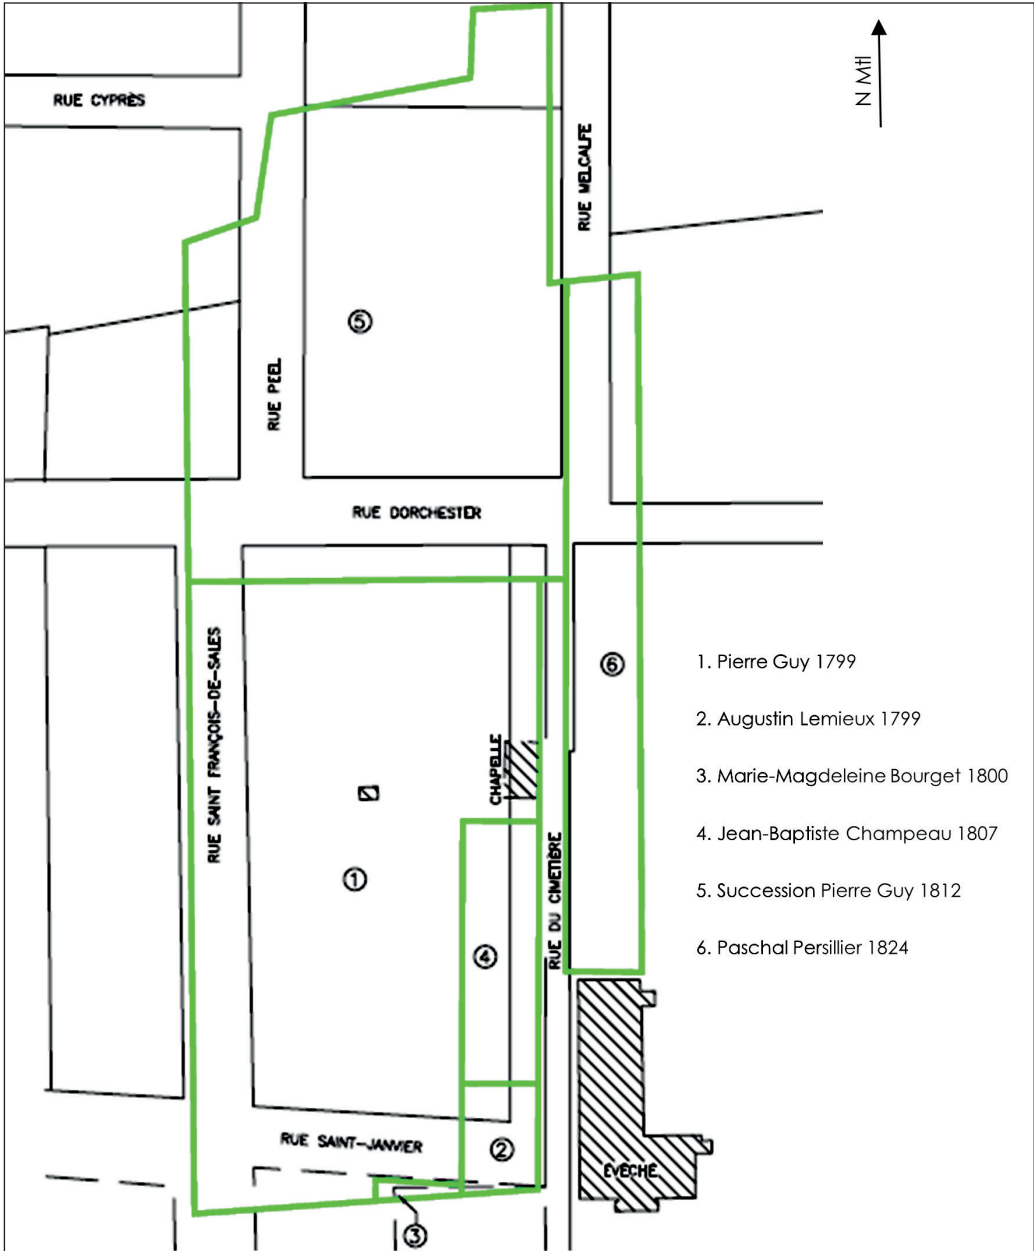 N Mtl
RUE CYPRÈS
RUE MELCALFE
⑤
RUE PEEL
RUE DORCHESTER
RUE SAINT FRANÇOIS-DE-SALES
⑥
CHAPELLE
①
RUE DU CIMETIÈRE
④
RUE SAINT-JANVIER
②
ÉVÊCHÉ
③
1. Pierre Guy 1799
2. Augustin Lemieux 1799
3. Marie-Magdeleine Bourget 1800
4. Jean-Baptiste Champeau 1807
5. Succession Pierre Guy 1812
6. Paschal Persillier 1824